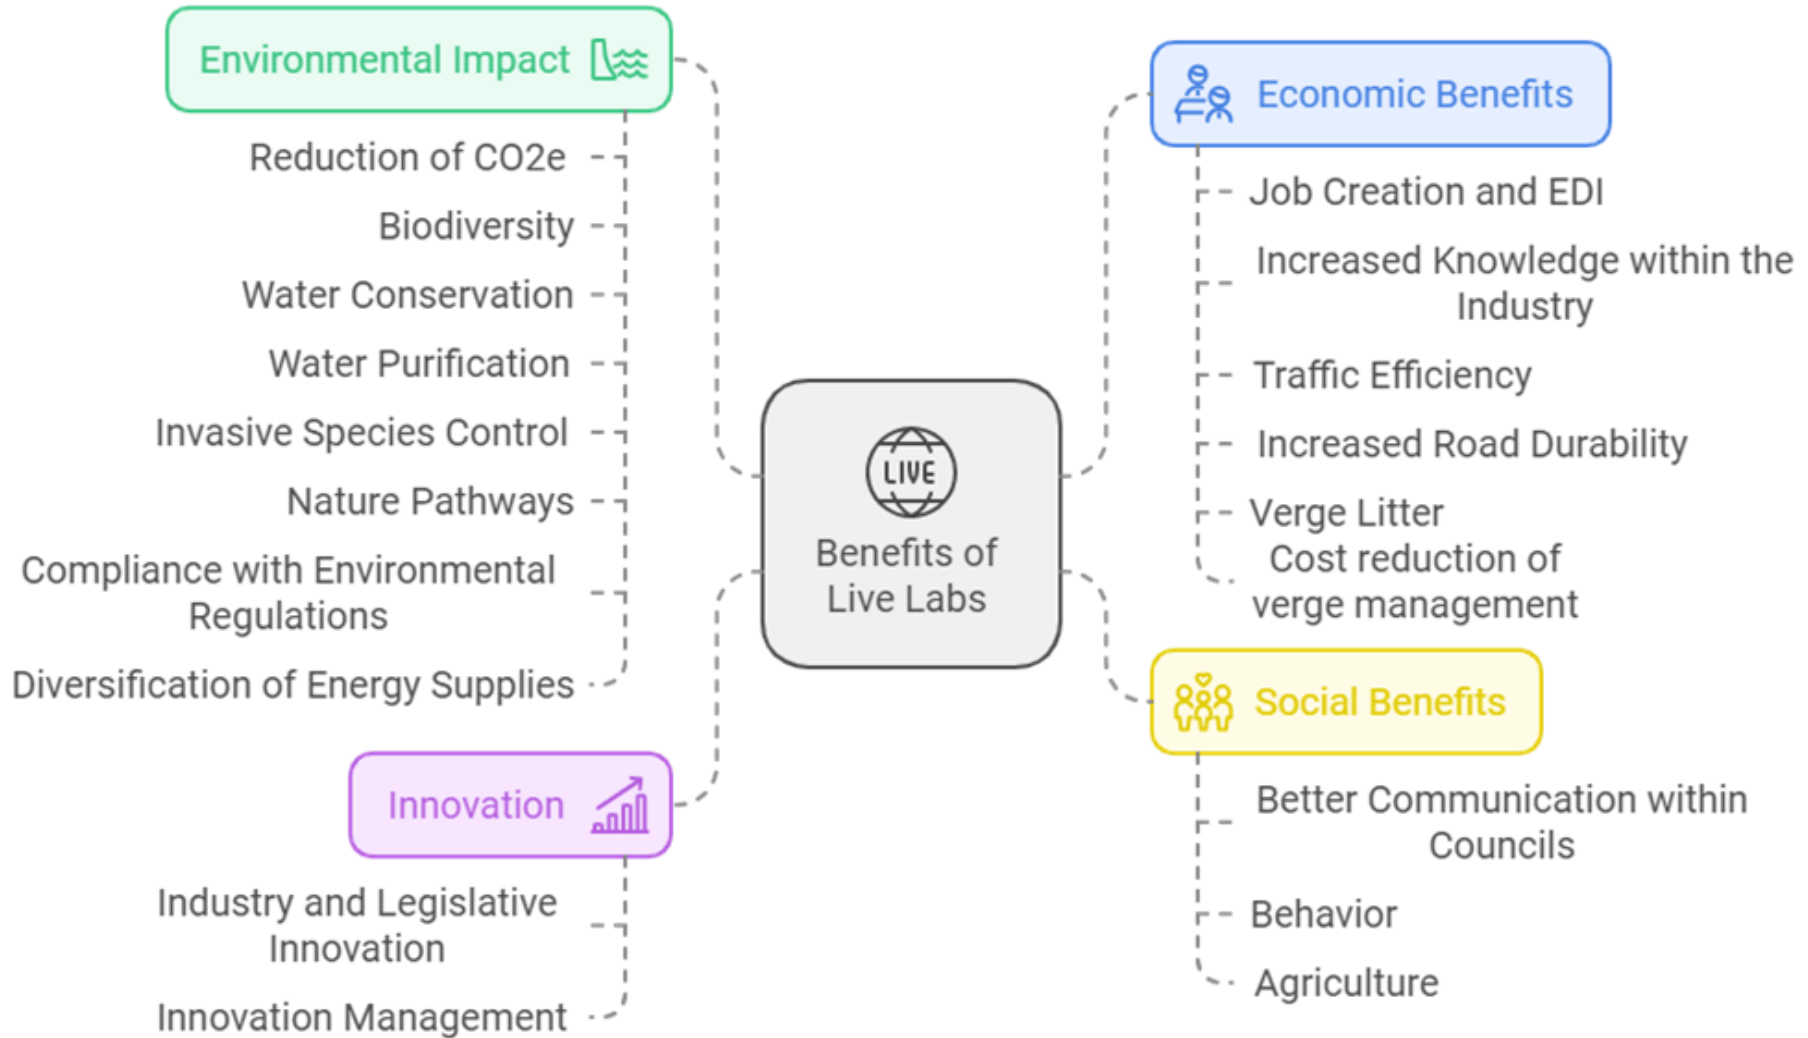 Environmental Impact
Reduction of CO2e
Biodiversity
Water Conservation
Water Purification
Invasive Species Control
Nature Pathways
Compliance with Environmental
Regulations
Diversification of Energy Supplies
Innovation
Industry and Legislative
Innovation
Innovation Management
LIVE
Benefits of
Live Labs
Economic Benefits
Job Creation and EDI
Increased Knowledge within the
Industry
Traffic Efficiency
Increased Road Durability
Verge Litter
Cost reduction of
verge management
Social Benefits
Better Communication within
Councils
Behavior
Agriculture